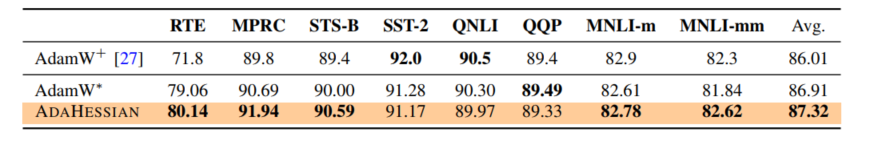 RTE MPRC STS-B SST-2 QNLI QQP MNLI-m MNLI-mm Avg.
AdamW+ [27] 71.8 89.8 89.4 92.0 90.5 89.4 82.9 82.3 86.01
AdamW* 79.06 90.69 90.00 91.28 90.30 89.49 82.61 81.84 86.91
ADAHESSIAN 80.14 91.94 90.59 91.17 89.97 89.33 82.78 82.62 87.32